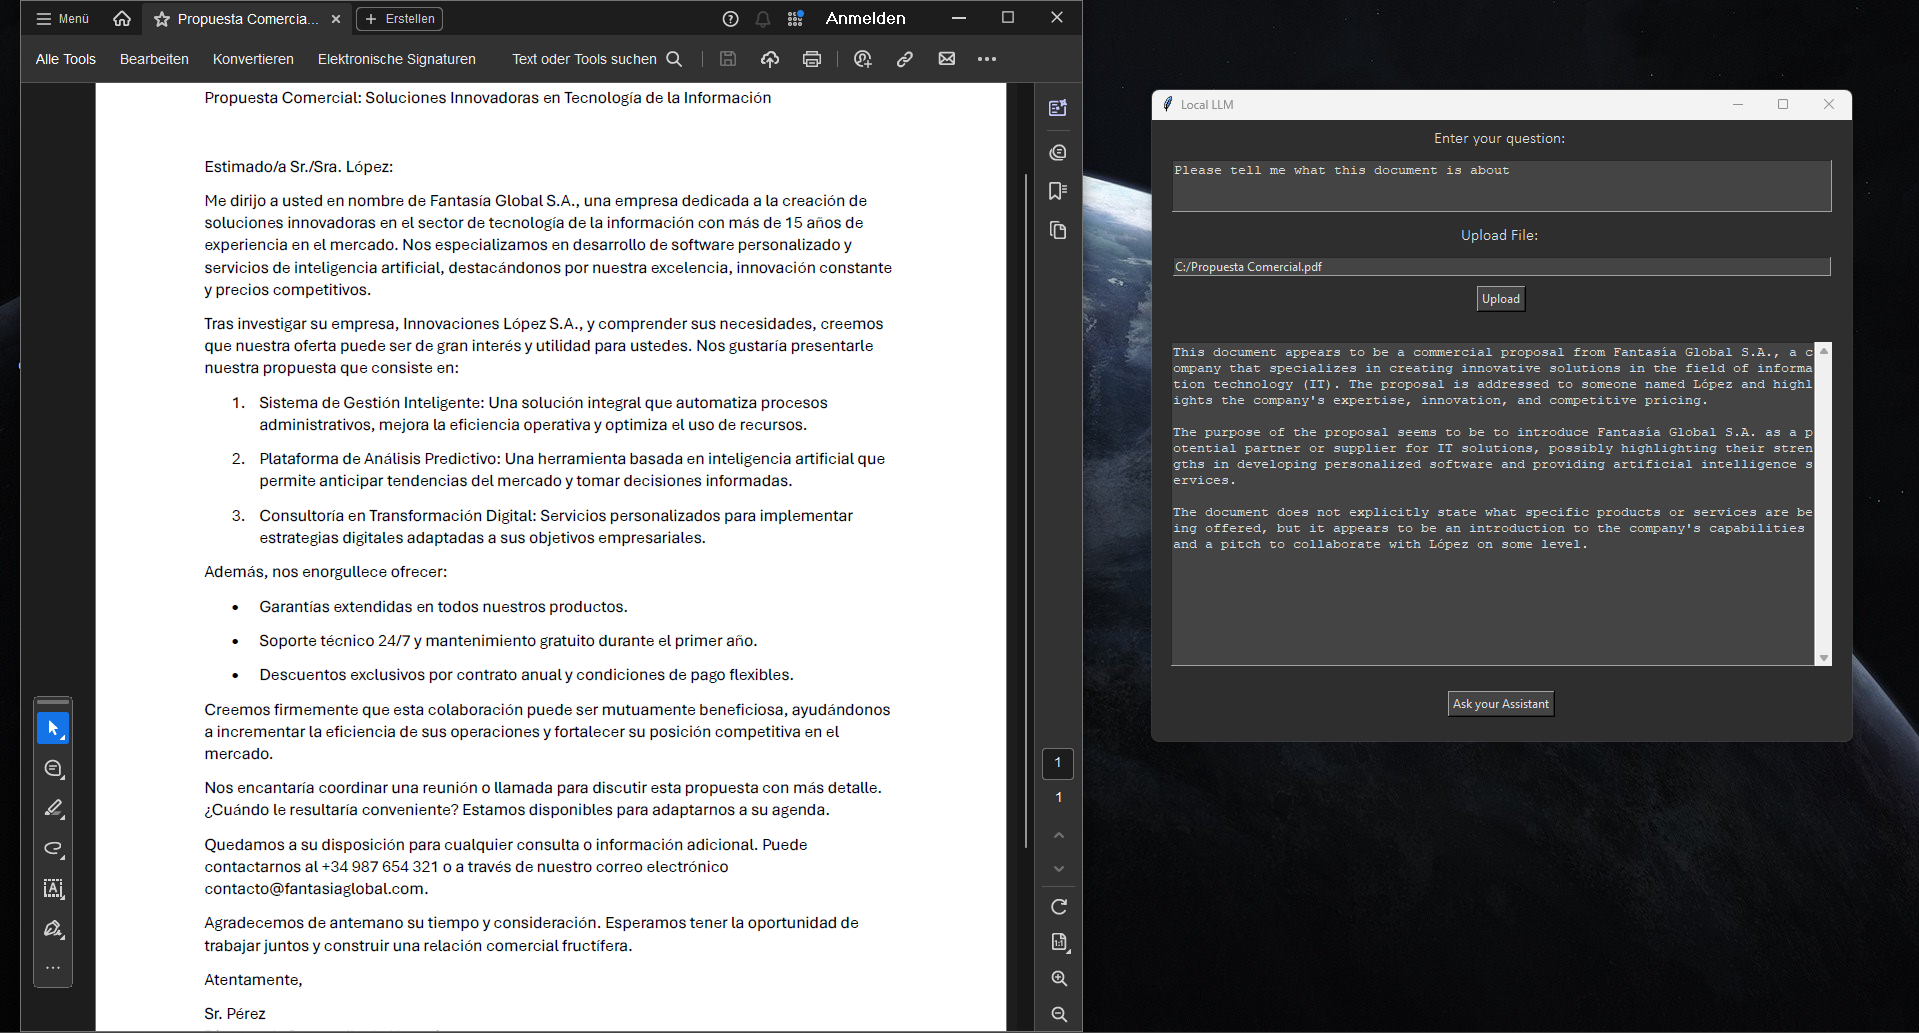 Menü
Propuesta Comercia...
Erstellen
Anmelden
Alle Tools
Bearbeiten
Konvertieren
Elektronische Signaturen
Text oder Tools suchen
Propuesta Comercial: Soluciones Innovadoras en Tecnología de la Información
Estimado/a Sr./Sra. López:
Me dirijo a usted en nombre de Fantasía Global S.A., una empresa dedicada a la creación de
soluciones innovadoras en el sector de tecnología de la información con más de 15 años de
experiencia en el mercado. Nos especializamos en desarrollo de software personalizado y
servicios de inteligencia artificial, destacándonos por nuestra excelencia, innovación constante
y precios competitivos.
Tras investigar su empresa, Innovaciones López S.A., y comprender sus necesidades, creemos
que nuestra oferta puede ser de gran interés y utilidad para ustedes. Nos gustaría presentarle
nuestra propuesta que consiste en:
1. Sistema de Gestión Inteligente: Una solución integral que automatiza procesos
administrativos, mejora la eficiencia operativa y optimiza el uso de recursos.
2. Plataforma de Análisis Predictivo: Una herramienta basada en inteligencia artificial que
permite anticipar tendencias del mercado y tomar decisiones informadas.
3. Consultoría en Transformación Digital: Servicios personalizados para implementar
estrategias digitales adaptadas a sus objetivos empresariales.
Además, nos enorgullece ofrecer:
• Garantías extendidas en todos nuestros productos.
• Soporte técnico 24/7 y mantenimiento gratuito durante el primer año.
• Descuentos exclusivos por contrato anual y condiciones de pago flexibles.
Creemos firmemente que esta colaboración puede ser mutuamente beneficiosa, ayudándonos
a incrementar la eficiencia de sus operaciones y fortalecer su posición competitiva en el
mercado.
Nos encantaría coordinar una reunión o llamada para discutir esta propuesta con más detalle.
¿Cuándo le resultaría conveniente? Estamos disponibles para adaptarnos a su agenda.
Quedamos a su disposición para cualquier consulta o información adicional. Puede
contactarnos al +34 987 654 321 o a través de nuestro correo electrónico
contacto@fantasiaglobal.com.
Agradecemos de antemano su tiempo y consideración. Esperamos tener la oportunidad de
trabajar juntos y construir una relación comercial fructífera.
Atentamente,
Sr. Pérez
1
1
1:1
Local LLM
Enter your question:
Please tell me what this document is about
Upload File:
C:/Propuesta Comercial.pdf
Upload
This document appears to be a commercial proposal from Fantasía Global S.A., a c
ompany that specializes in creating innovative solutions in the field of informa
tion technology (IT). The proposal is addressed to someone named López and highl
ights the company's expertise, innovation, and competitive pricing.
The purpose of the proposal seems to be to introduce Fantasía Global S.A. as a p
otential partner or supplier for IT solutions, possibly highlighting their stren
gths in developing personalized software and providing artificial intelligence s
ervices.
The document does not explicitly state what specific products or services are be
ing offered, but it appears to be an introduction to the company's capabilities
and a pitch to collaborate with López on some level.
Ask your Assistant